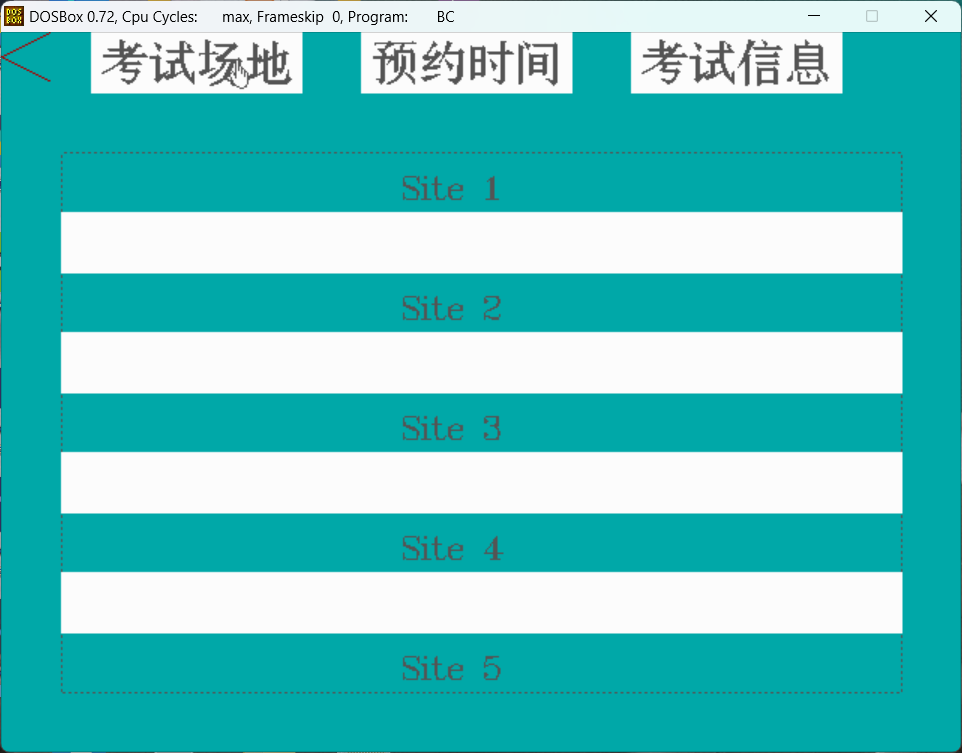 DOSBox 0.72, Cpu Cycles: max, Frameskip 0, Program: BC
考试场地 预约时间 考试信息
Site 1
Site 2
Site 3
Site 4
Site 5